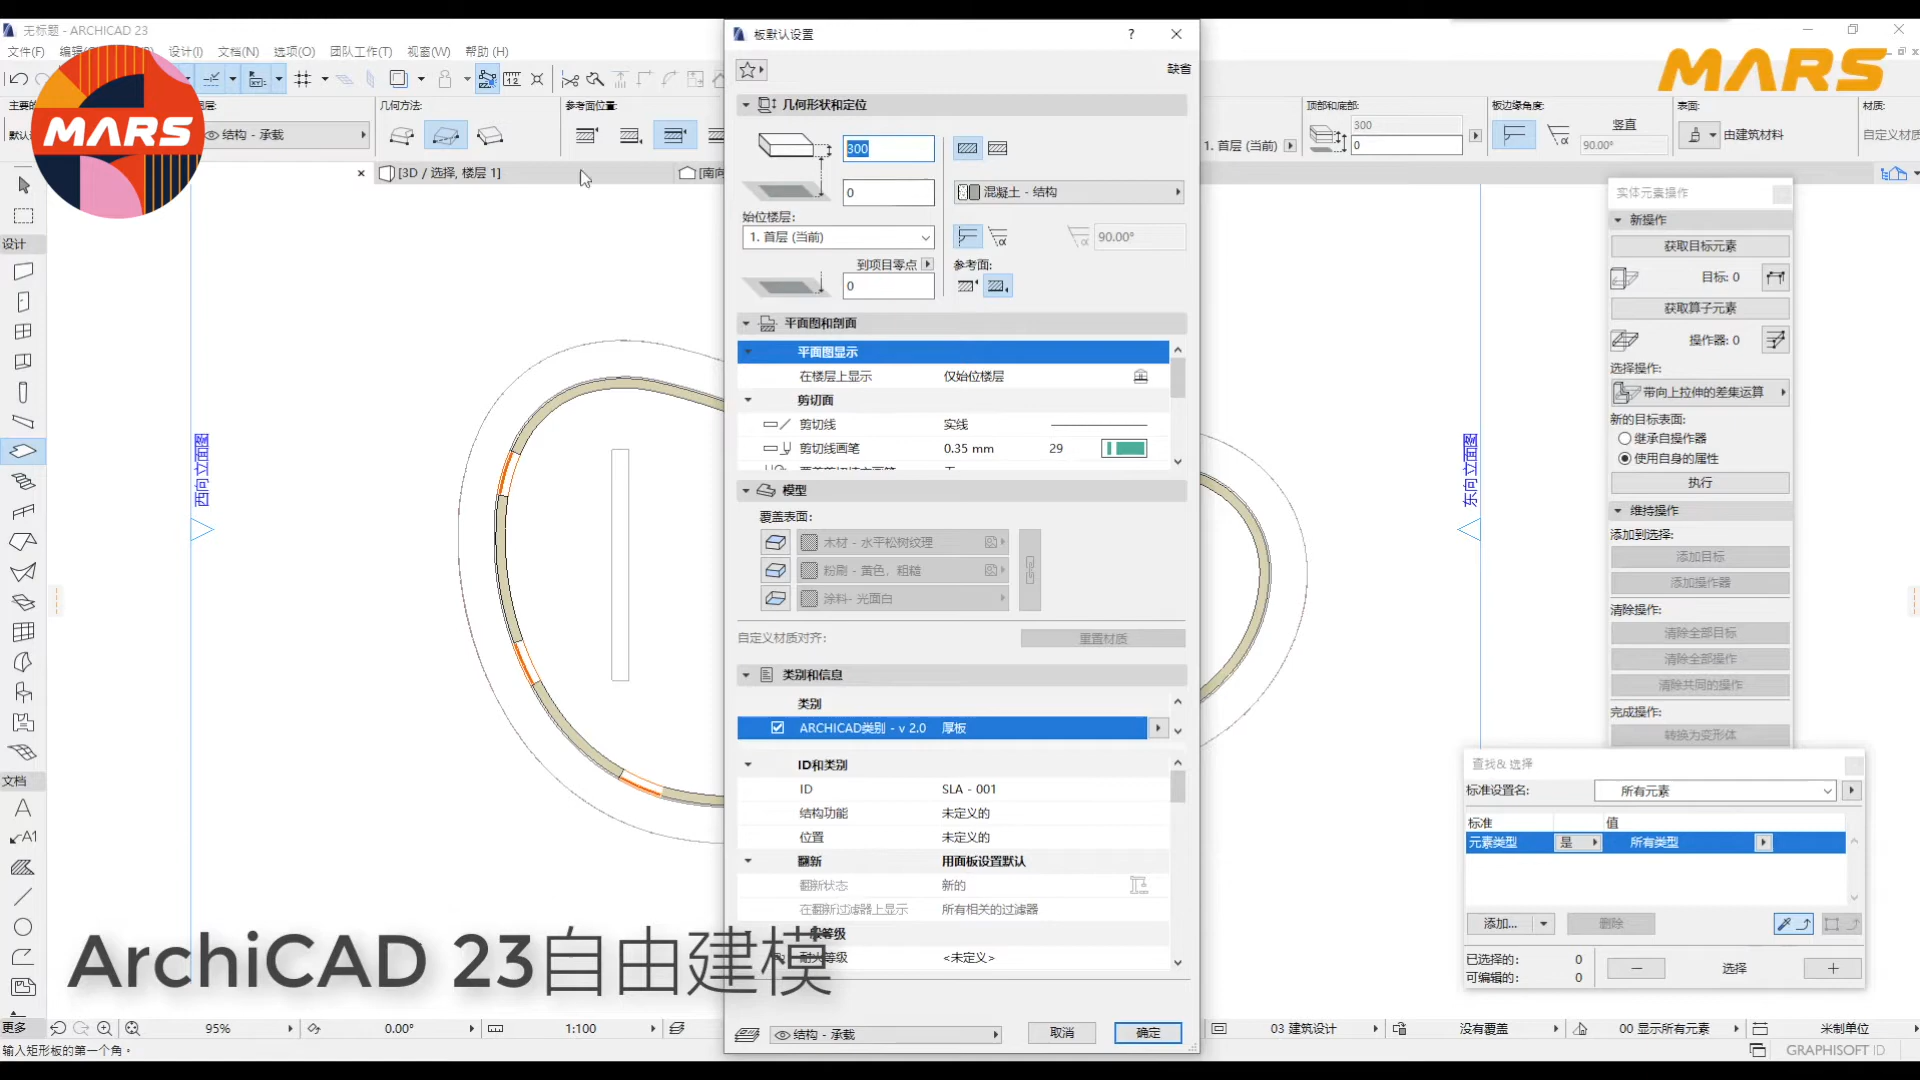 无标题 - ARCHICAD 23
文件(F)
设计(I)
文档(N)
选项(O)
团队工作(T)
视窗(W)
帮助 (H)
MARS
MARS
几何方法:
参考面位置:
结构 - 承载
[3D / 选择, 楼层 1]
1. 首层 (当前)
顶部和底部:
300
0
板边缘角度:
竖直
90.00°
表面:
由建筑材料
材质:
自定义材质
板默认设置
?
缺省
几何形状和定位
300
0
始位楼层:
1. 首层 (当前)
到项目零点
0
混凝土 - 结构
90.00°
参考面:
平面图和剖面
平面图显示
在楼层上显示
仅始位楼层
剪切面
剪切线
实线
剪切线画笔
0.35 mm
29
模型
覆盖表面:
木材 - 水平松树纹理
粉刷 - 黄色，粗糙
涂料- 光面白
自定义材质对齐:
重置材质
类别和信息
类别
ARCHICAD类别 - v 2.0
厚板
ID和类别
ID
SLA - 001
结构功能
未定义的
位置
未定义的
翻新
用面板设置默认
翻新状态
新的
在翻新过滤器上显示
所有相关的过滤器
耐火等级
<未定义>
结构 - 承载
取消
确定
设计
文档
更多
西向立面图
东向立面图
实体元素操作
新操作
获取目标元素
目标: 0
获取算子元素
操作器: 0
选择操作:
带向上拉伸的差集运算
新的目标表面:
继承自操作器
使用自身的属性
执行
维持操作
添加到选择:
添加目标
添加操作器
清除操作:
清除全部目标
清除全部操作
清除共同的操作
完成操作:
转换为变形体
查找& 选择
标准设置名:
所有元素
标准
值
元素类型
是
所有类型
添加...
删除
已选择的:
0
可编辑的:
0
选择
ArchiCAD 23自由建模
95%
0.00°
1:100
03 建筑设计
没有覆盖
00 显示所有元素
米制单位
输入矩形板的第一个角。
GRAPHISOFT ID